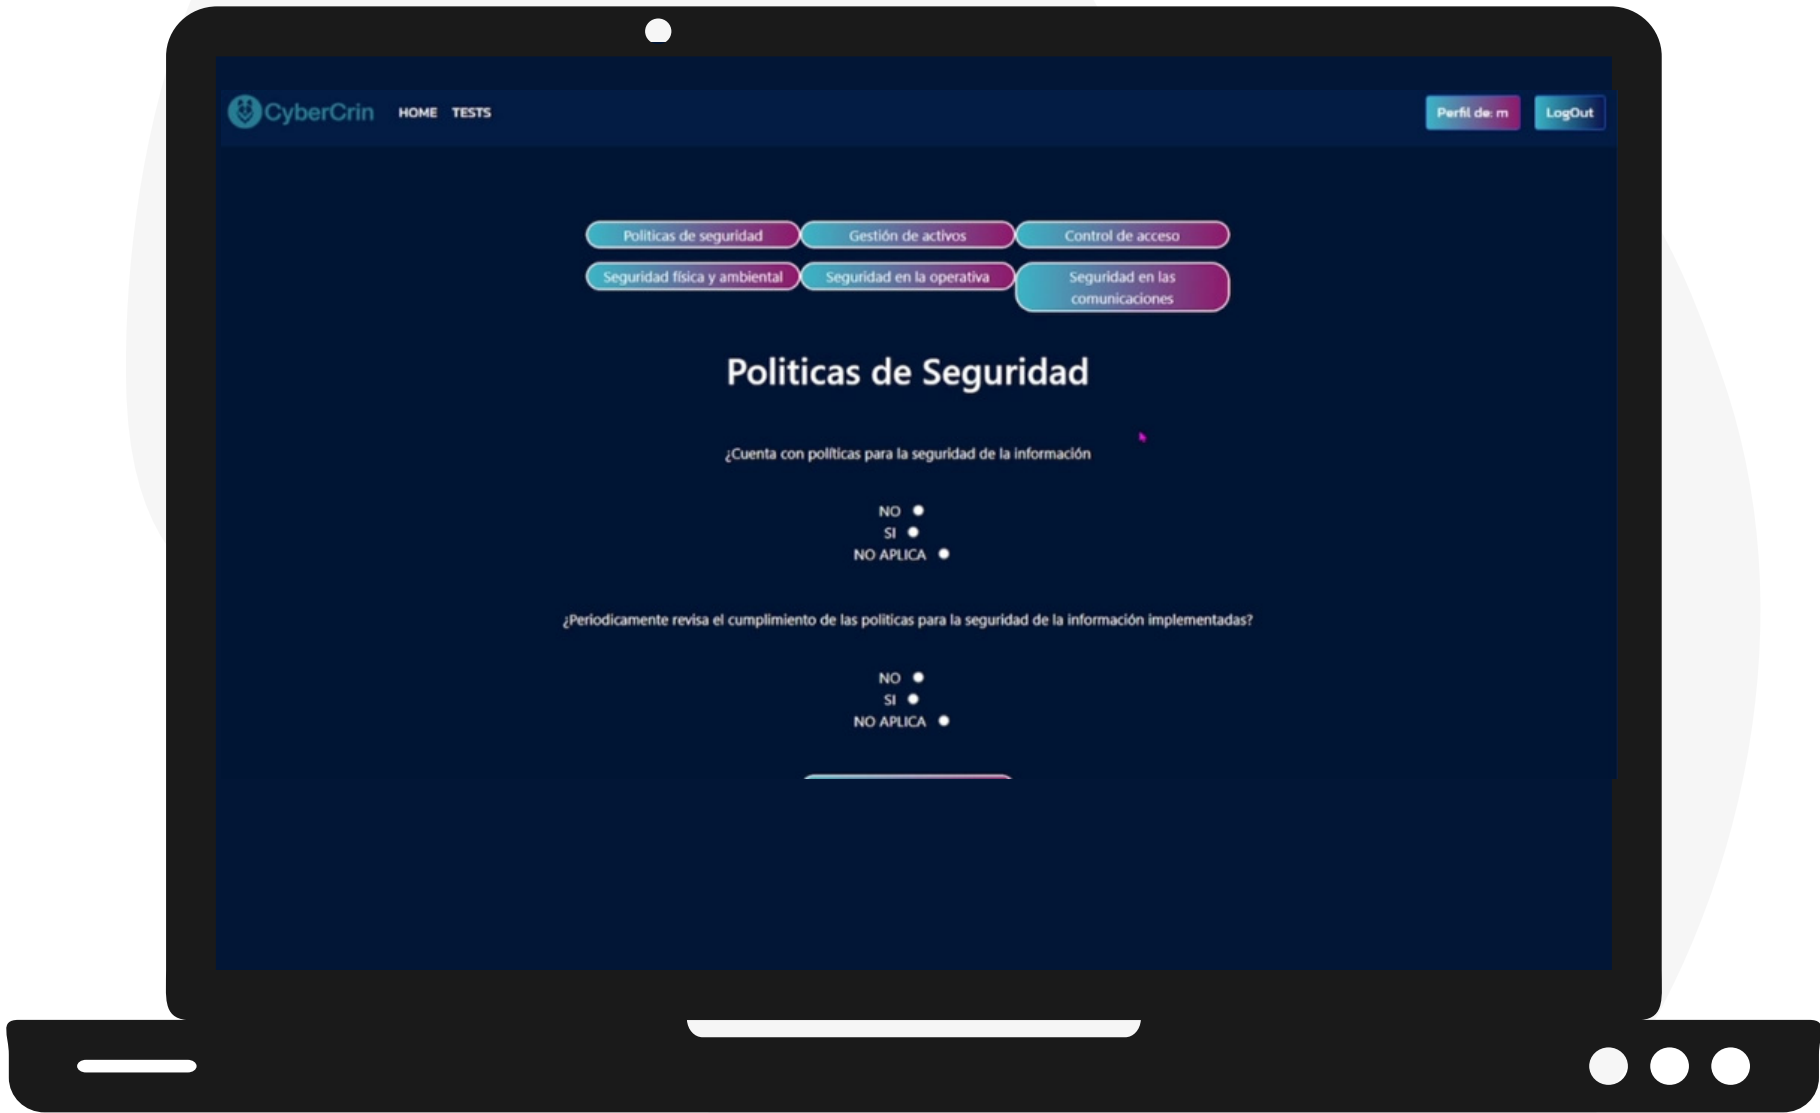 CyberCrin HOME TESTS Perfil de: m LogOut
Politicas de seguridad Gestión de activos Control de acceso
Seguridad física y ambiental Seguridad en la operativa Seguridad en las
comunicaciones
Politicas de Seguridad
¿Cuenta con políticas para la seguridad de la información
NO
SI
NO APLICA
¿Periodicamente revisa el cumplimiento de las politicas para la seguridad de la información implementadas?
NO
SI
NO APLICA